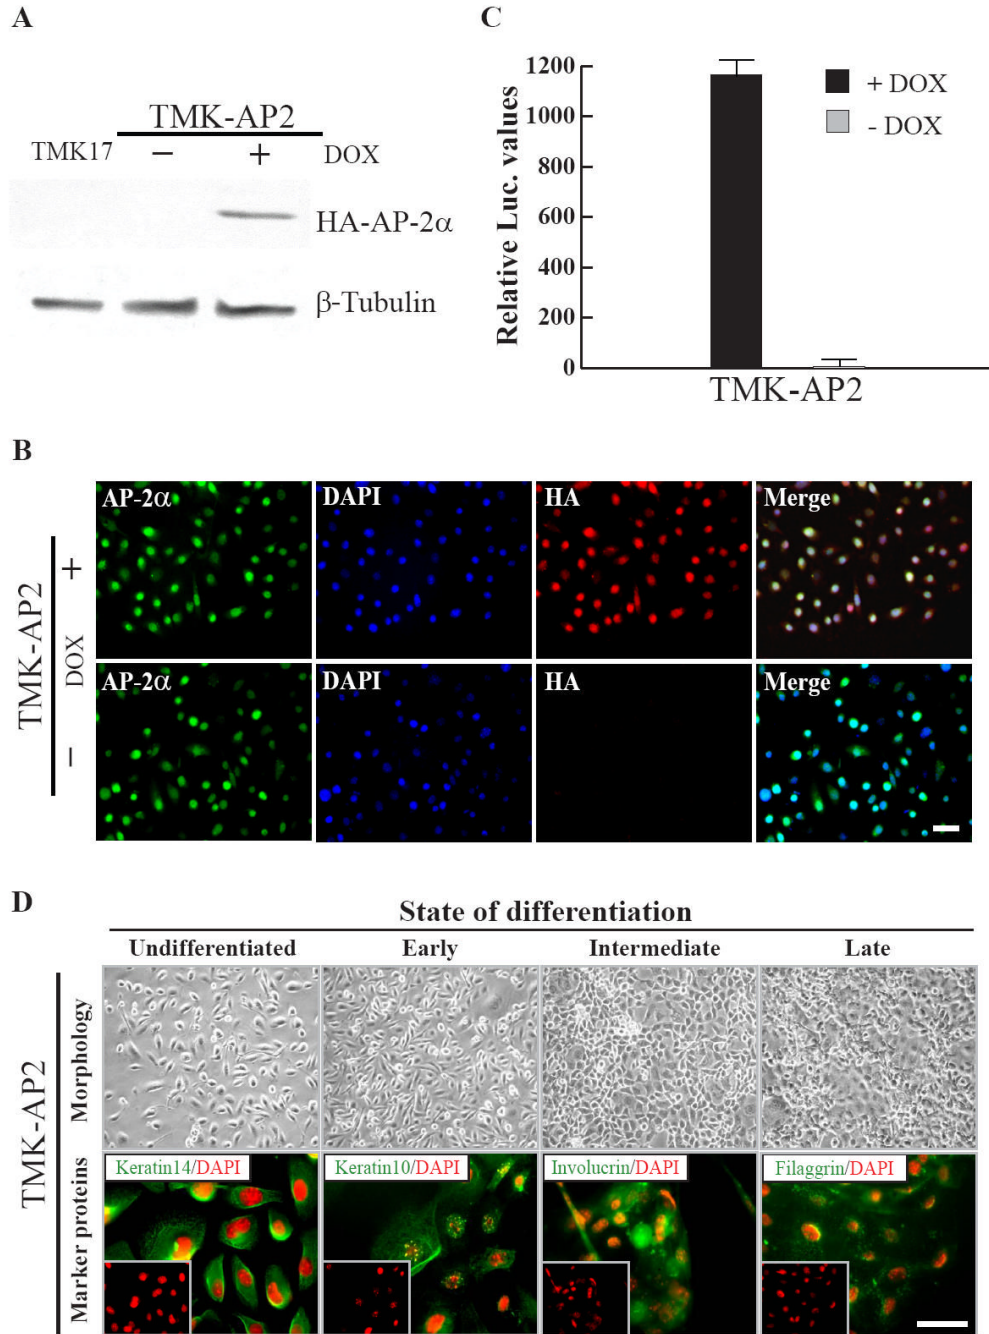 A
TMK-AP2
TMK17 − + DOX
HA-AP-2α
β-Tubulin
C
Relative Luc. values
1200
1000
800
600
400
200
0
+ DOX
- DOX
TMK-AP2
B
TMK-AP2
DOX
+
−
AP-2α DAPI HA Merge
AP-2α DAPI HA Merge
D
State of differentiation
Undifferentiated Early Intermediate Late
TMK-AP2
Morphology
Marker proteins
Keratin14/DAPI Keratin10/DAPI Involucrin/DAPI Filaggrin/DAPI